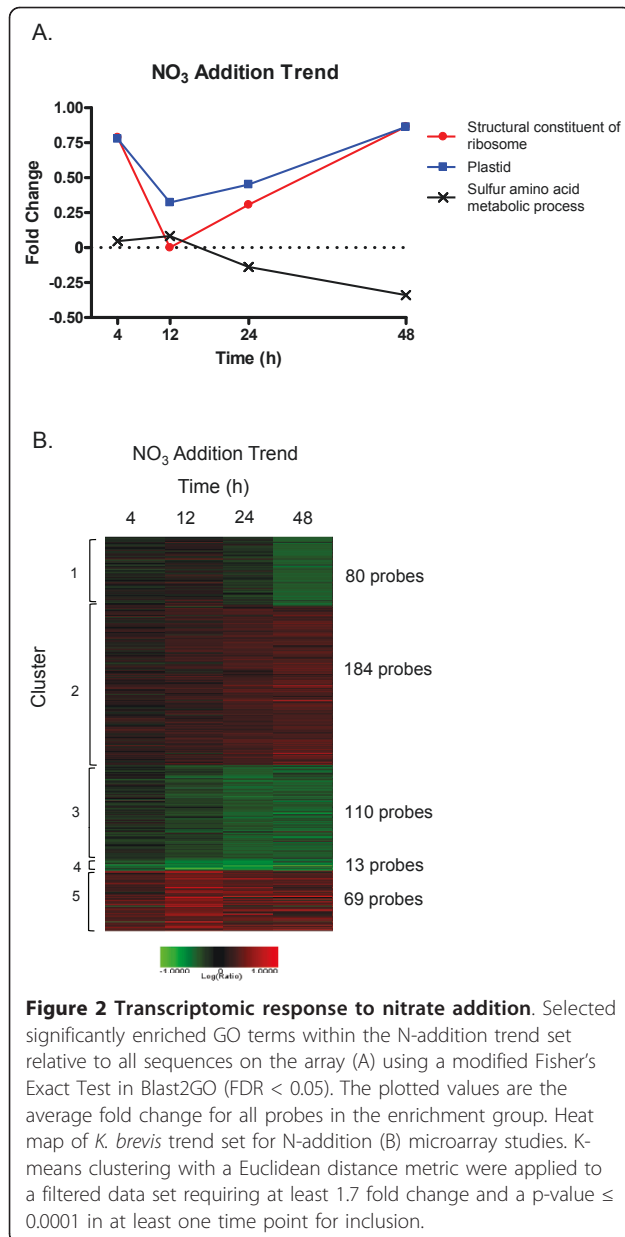 A.
NO₃ Addition Trend
1.00
0.75
0.50
0.25
0
-0.25
-0.50
Fold Change
4 12 24 48
Time (h)
Structural constituent of
ribosome
Plastid
Sulfur amino acid
metabolic process
B.
NO₃ Addition Trend
Time (h)
4 12 24 48
Cluster
1 80 probes
2 184 probes
3 110 probes
4 13 probes
5 69 probes
-1.0000 0 1.0000
Log(Ratio)
Figure 2 Transcriptomic response to nitrate addition. Selected
significantly enriched GO terms within the N-addition trend set
relative to all sequences on the array (A) using a modified Fisher's
Exact Test in Blast2GO (FDR < 0.05). The plotted values are the
average fold change for all probes in the enrichment group. Heat
map of K. brevis trend set for N-addition (B) microarray studies. K-
means clustering with a Euclidean distance metric were applied to
a filtered data set requiring at least 1.7 fold change and a p-value ≤
0.0001 in at least one time point for inclusion.